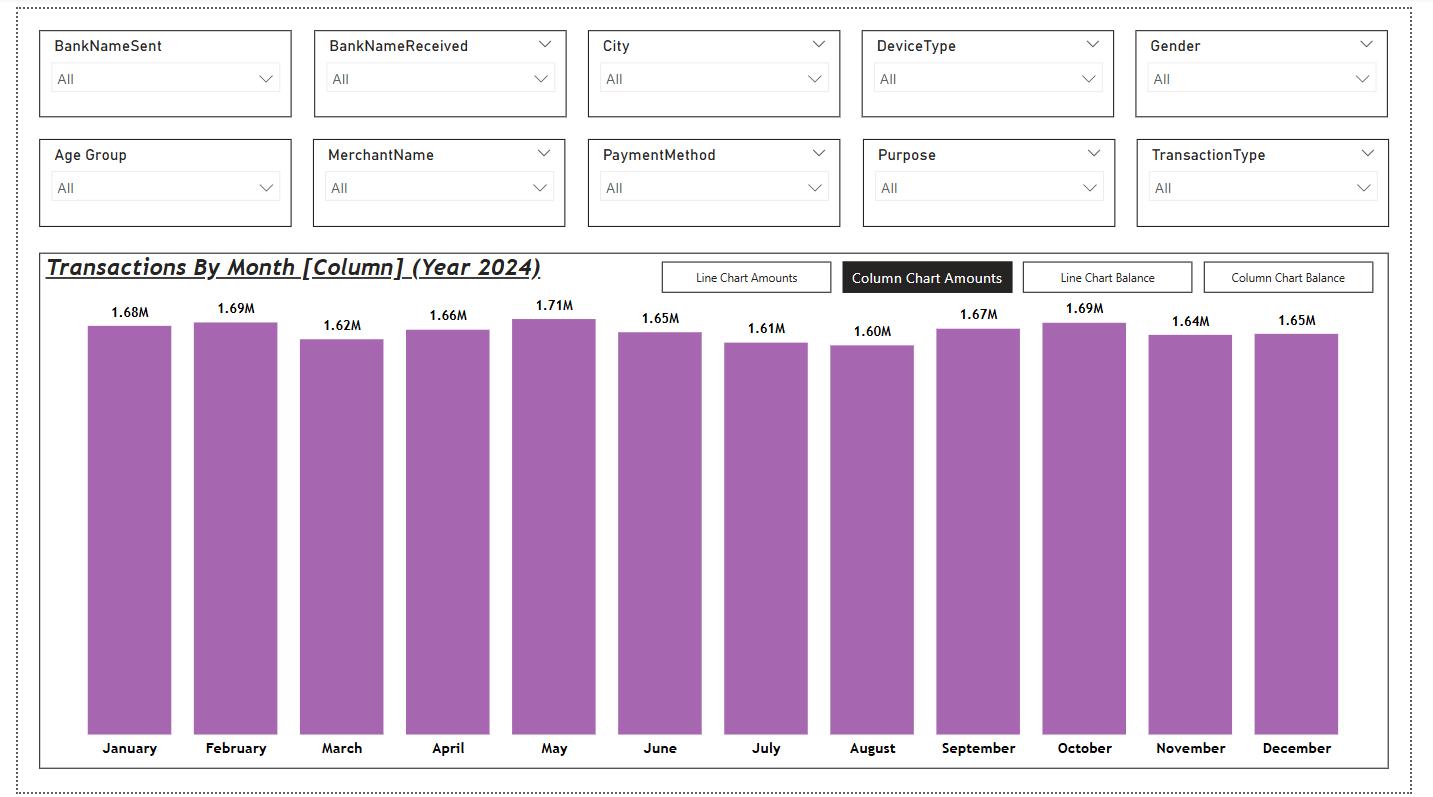 BankNameSent
BankNameReceived
City
DeviceType
Gender
All
All
All
All
All
Age Group
MerchantName
PaymentMethod
Purpose
TransactionType
All
All
All
All
All
Transactions By Month [Column] (Year 2024)
Line Chart Amounts
Column Chart Amounts
Line Chart Balance
Column Chart Balance
1.68M
1.69M
1.62M
1.66M
1.71M
1.65M
1.61M
1.60M
1.67M
1.69M
1.64M
1.65M
January
February
March
April
May
June
July
August
September
October
November
December